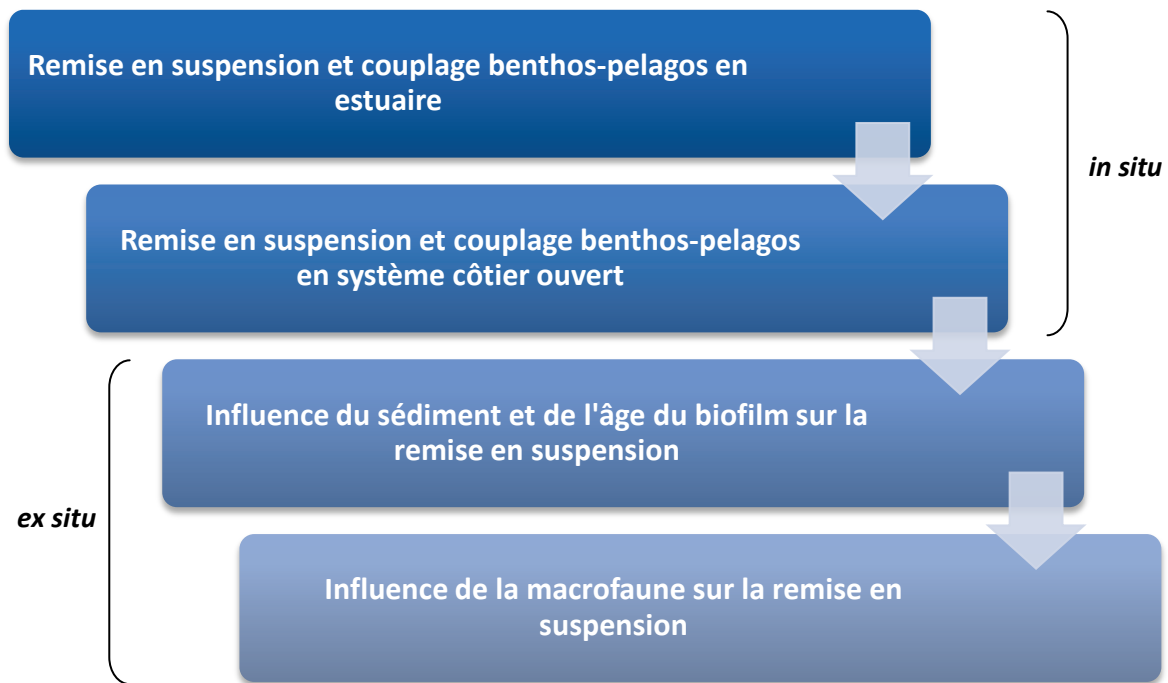 Remise en suspension et couplage benthos-pelagos en
estuaire
in situ
Remise en suspension et couplage benthos-pelagos
en système côtier ouvert
Influence du sédiment et de l'âge du biofilm sur la
remise en suspension
ex situ
Influence de la macrofaune sur la remise en
suspension